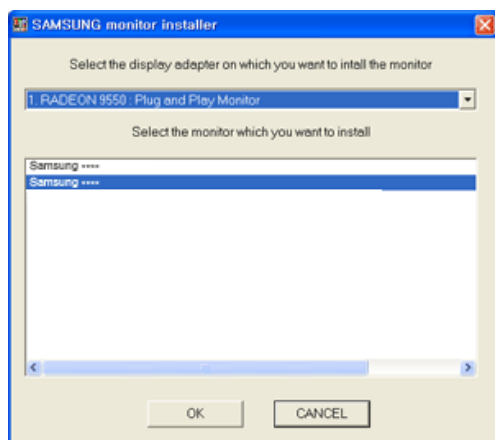 SAMSUNG monitor installer
Select the display adapter on which you want to intall the monitor
1. RADEON 9550 : Plug and Play Monitor
Select the monitor which you want to install
Samsung ****
Samsung ****
OK
CANCEL